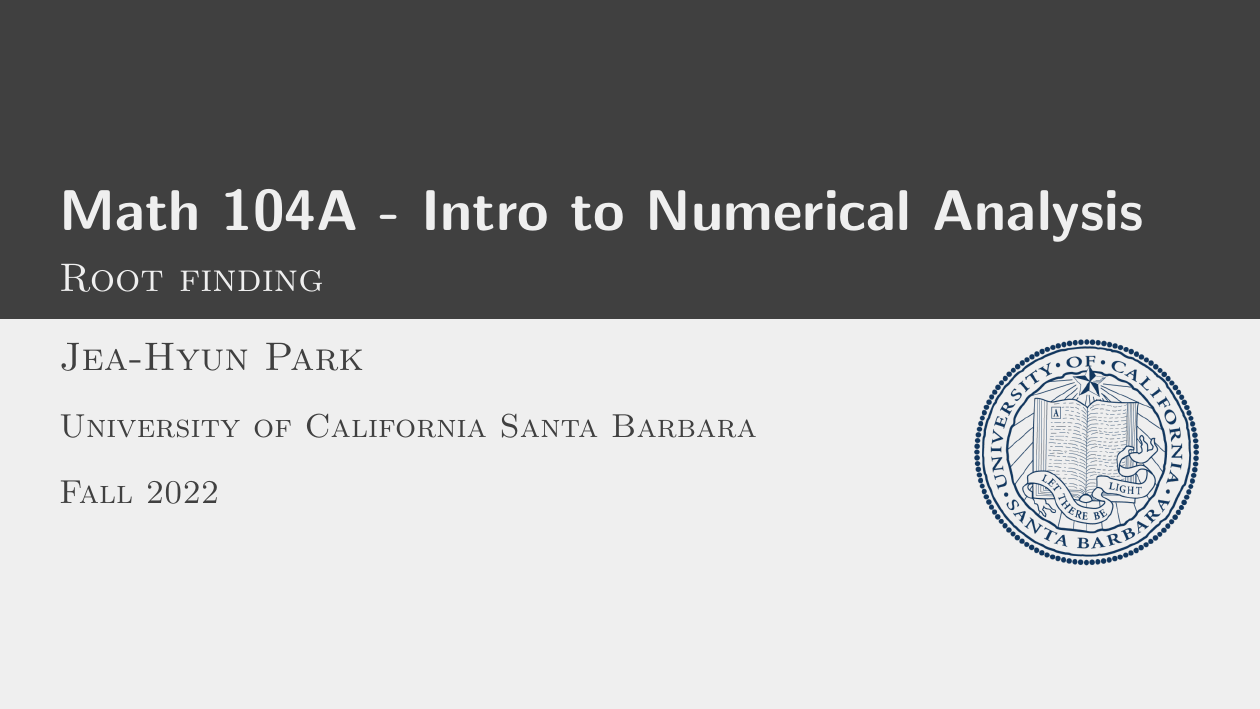 Math 104A - Intro to Numerical Analysis
Root finding
Jea-Hyun Park
University of California Santa Barbara
Fall 2022
UNIVERSITY · OF · CALIFORNIA · SANTA BARBARA ·
A
LET THERE BE LIGHT